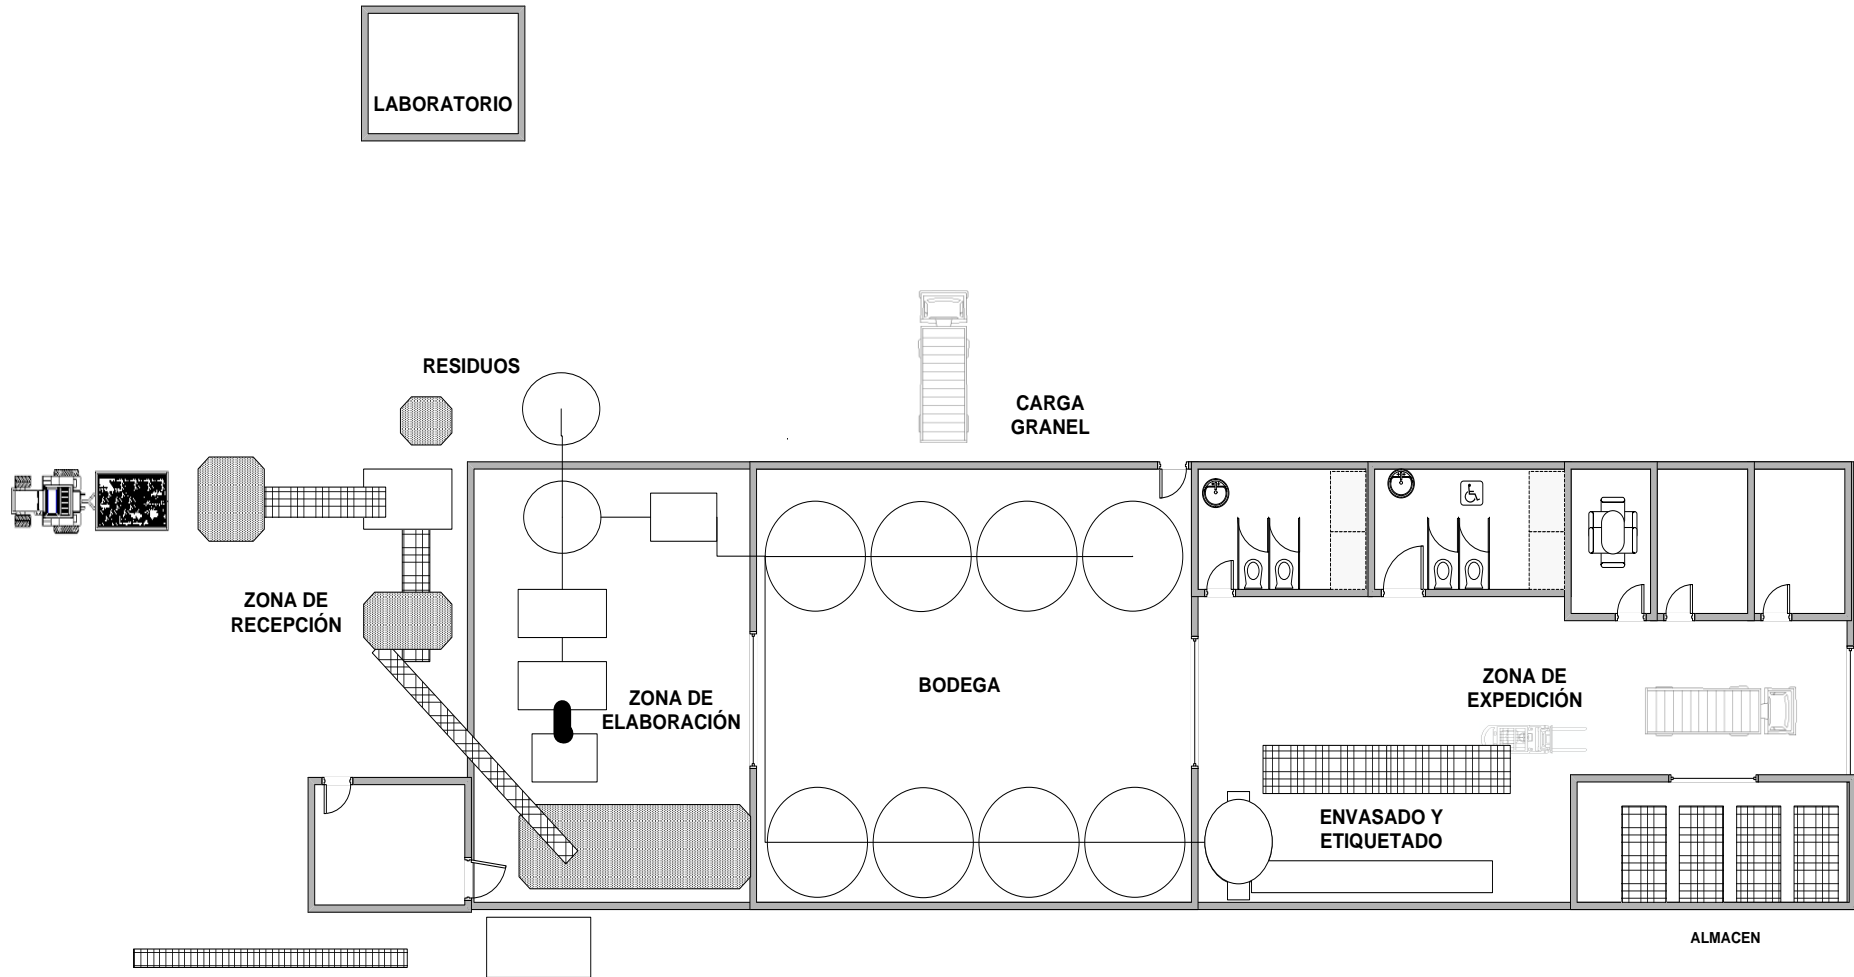 LABORATORIO
RESIDUOS
CARGA
GRANEL
ZONA DE
RECEPCIÓN
ZONA DE
ELABORACIÓN
BODEGA
ZONA DE
EXPEDICIÓN
ENVASADO Y
ETIQUETADO
ALMACEN